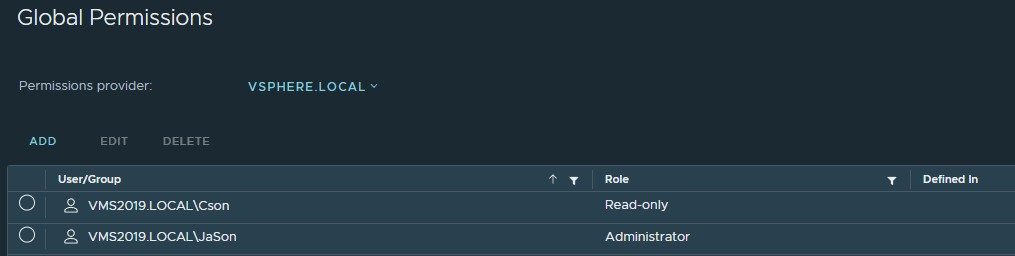 Global Permissions
Permissions provider: VSPHERE.LOCAL
ADD EDIT DELETE
User/Group Role Defined In
VMS2019.LOCAL\Cson Read-only
VMS2019.LOCAL\JaSon Administrator